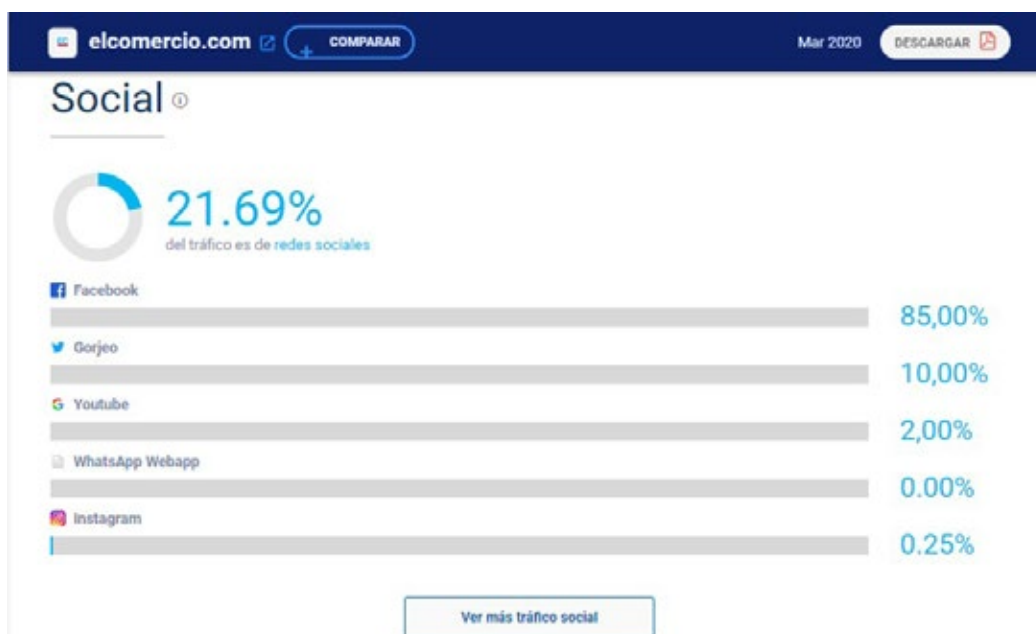 elcomercio.com + COMPARAR Mar 2020 DESCARGAR
Social
21.69%
del tráfico es de redes sociales
Facebook
85,00%
Gorjeo
10,00%
Youtube
2,00%
WhatsApp Webapp
0.00%
Instagram
0.25%
Ver más tráfico social